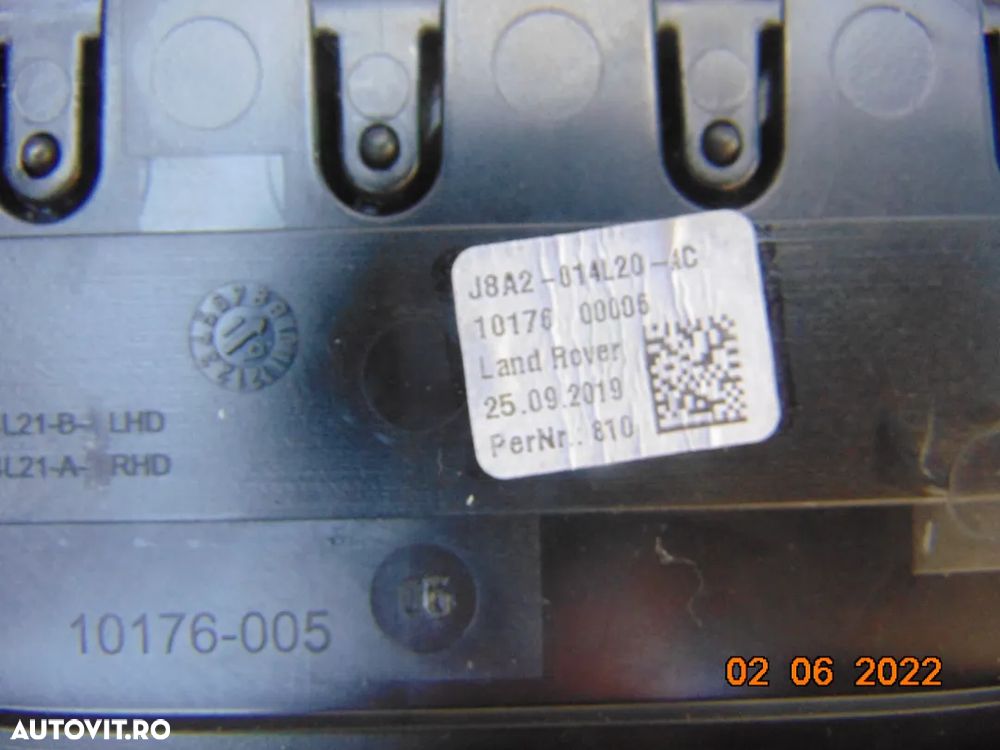 J8A2-014L20-AC
10176 00006
Land Rover
25.09.2019
PerNr.: 810
L21-B- LHD
L21-A- RHD
10176-005
02 06 2022
AUTOVIT.RO